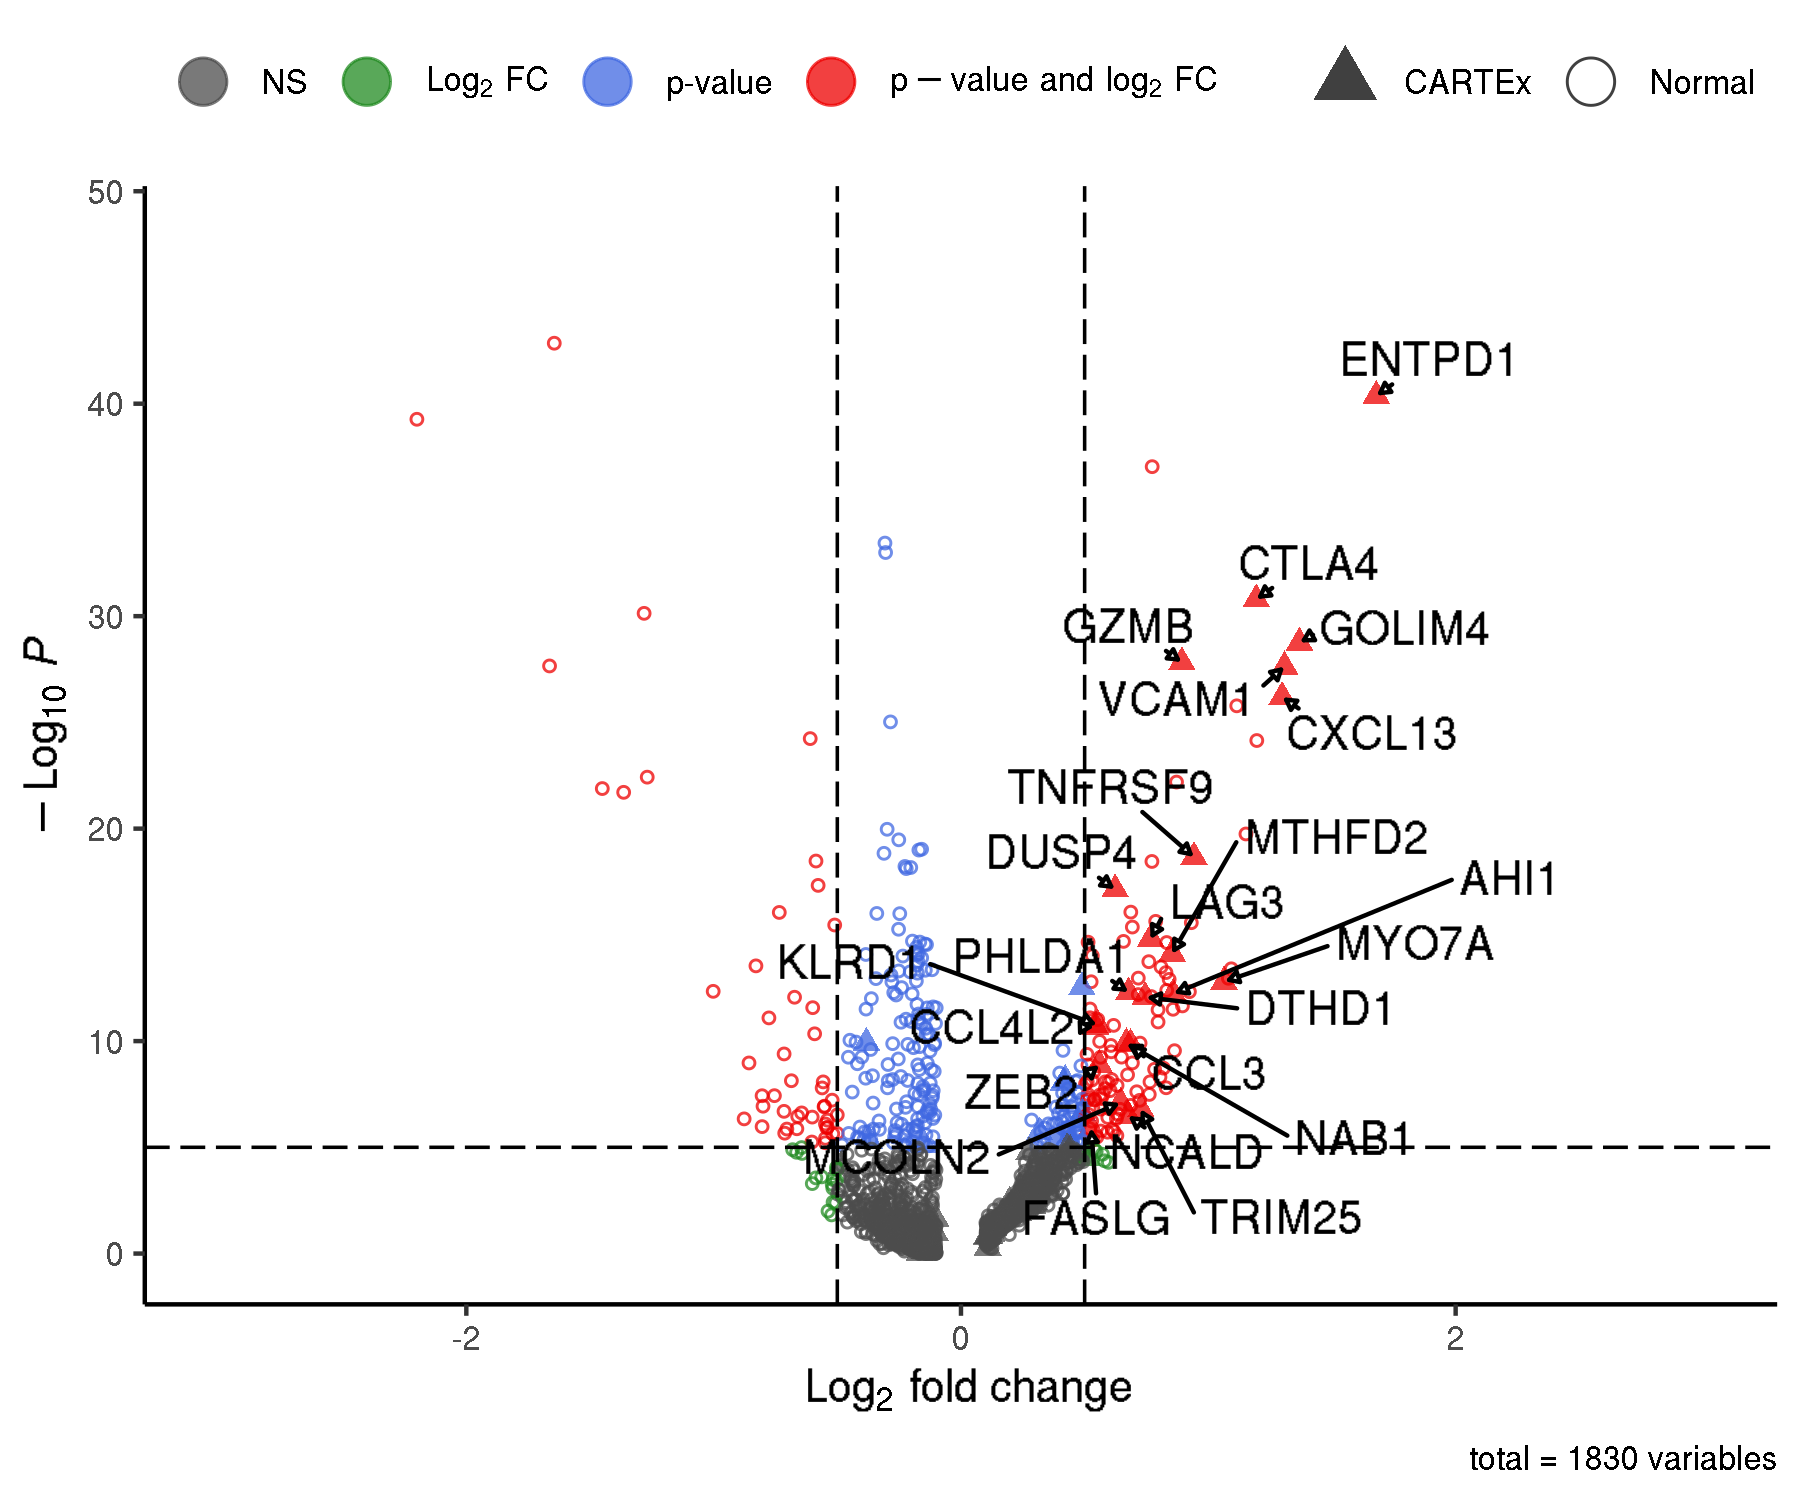 NS Log2 FC p-value p − value and log2 FC CARTEx Normal
50
40
30
20
10
0
− Log10 P
ENTPD1
CTLA4
GZMB
GOLIM4
VCAM1
CXCL13
TNFRSF9
MTHFD2
DUSP4
AHI1
LAG3
MYO7A
KLRD1
PHLDA1
DTHD1
CCL4L2
CCL3
ZEB2
NAB1
MCOLN2
NCALD
FASLG
TRIM25
-2 0 2
Log2 fold change
total = 1830 variables